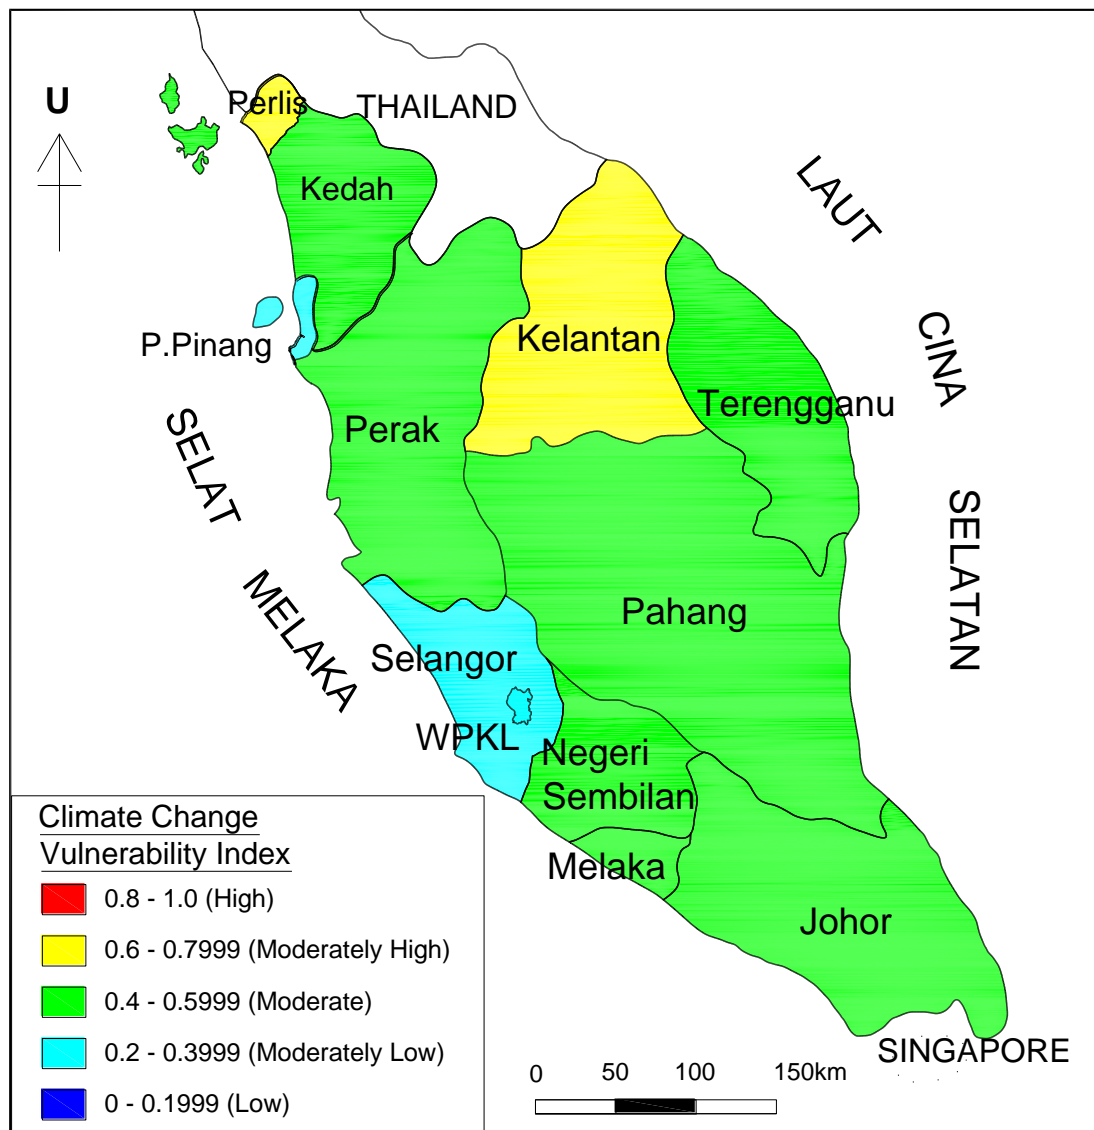 U
Perlis
THAILAND
Kedah
LAUT
CINA
SELATAN
P.Pinang
Kelantan
Terengganu
Perak
SELAT
MELAKA
Pahang
Selangor
WPKL
Negeri
Sembilan
Melaka
Johor
SINGAPORE
Climate Change
Vulnerability Index
0.8 - 1.0 (High)
0.6 - 0.7999 (Moderately High)
0.4 - 0.5999 (Moderate)
0.2 - 0.3999 (Moderately Low)
0 - 0.1999 (Low)
0 50 100 150km